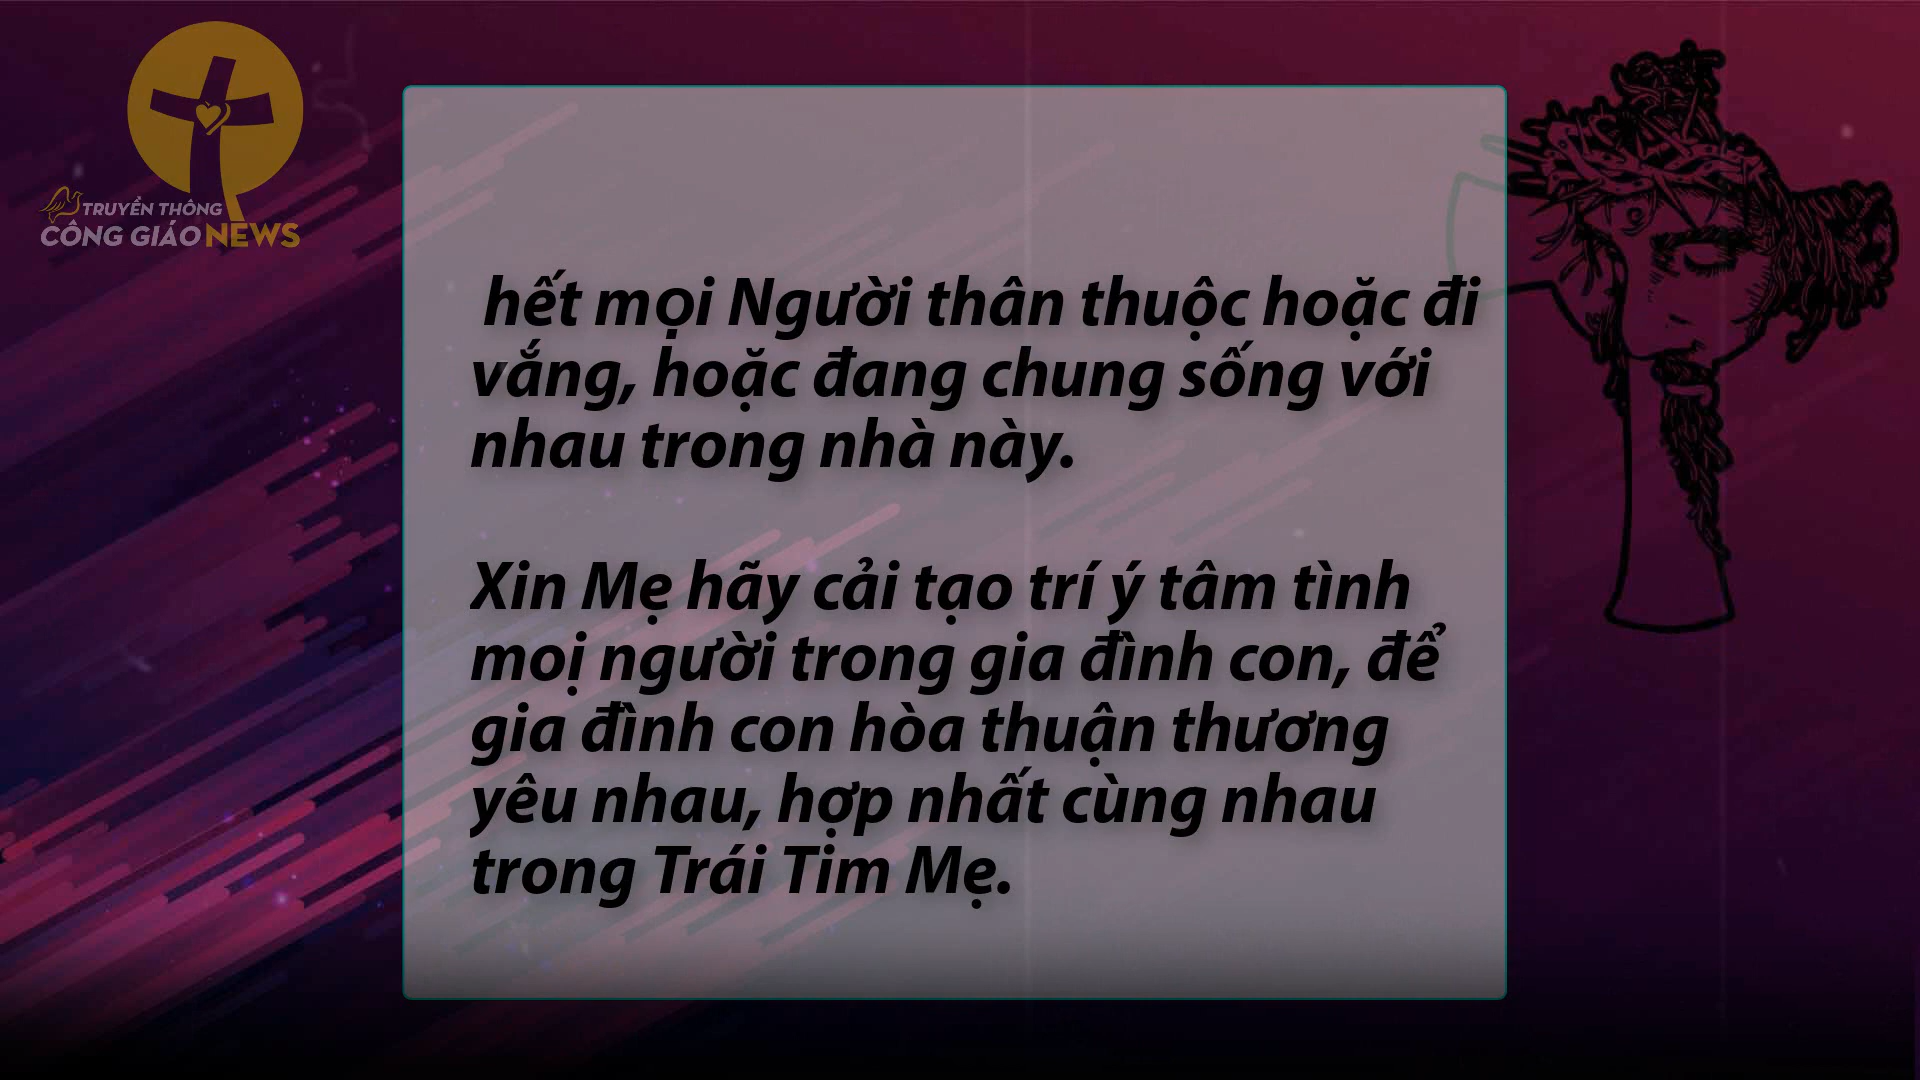 TRUYỀN THÔNG
CÔNG GIÁO NEWS
hết mọi Người thân thuộc hoặc đi
vắng, hoặc đang chung sống với
nhau trong nhà này.
Xin Mẹ hãy cải tạo trí ý tâm tình
moị người trong gia đình con, để
gia đình con hòa thuận thương
yêu nhau, hợp nhất cùng nhau
trong Trái Tim Mẹ.